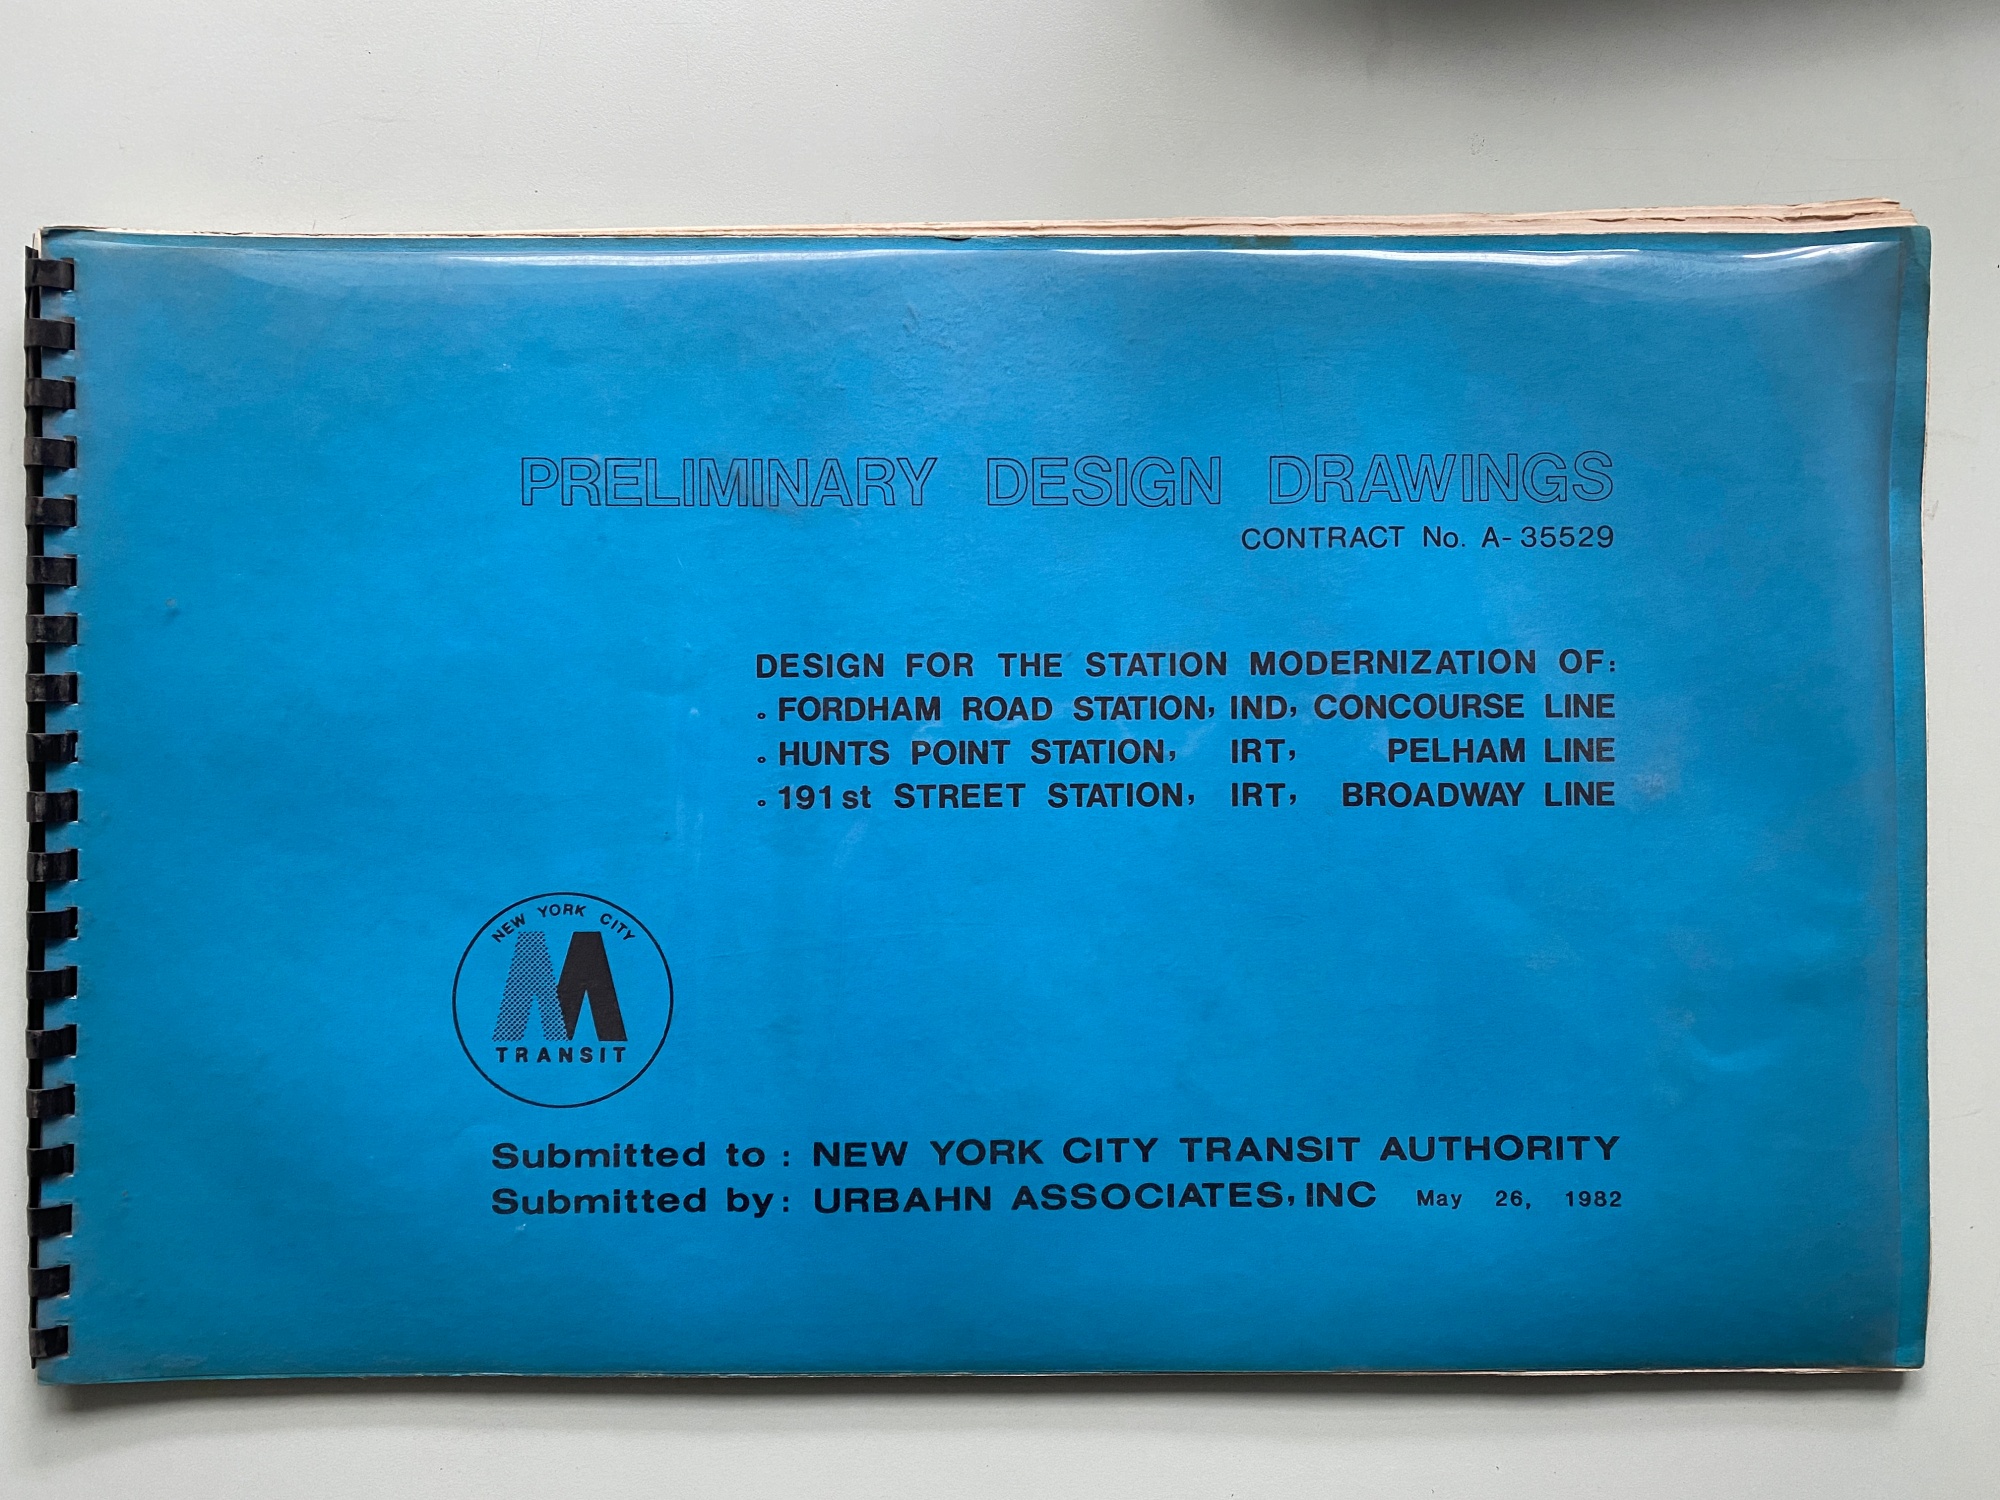 PRELIMINARY DESIGN DRAWINGS
CONTRACT No. A-35529
DESIGN FOR THE STATION MODERNIZATION OF:
∘ FORDHAM ROAD STATION, IND, CONCOURSE LINE
∘ HUNTS POINT STATION, IRT, PELHAM LINE
∘ 191st STREET STATION, IRT, BROADWAY LINE
NEW YORK CITY
M
TRANSIT
Submitted to: NEW YORK CITY TRANSIT AUTHORITY
Submitted by: URBAHN ASSOCIATES, INC May 26, 1982